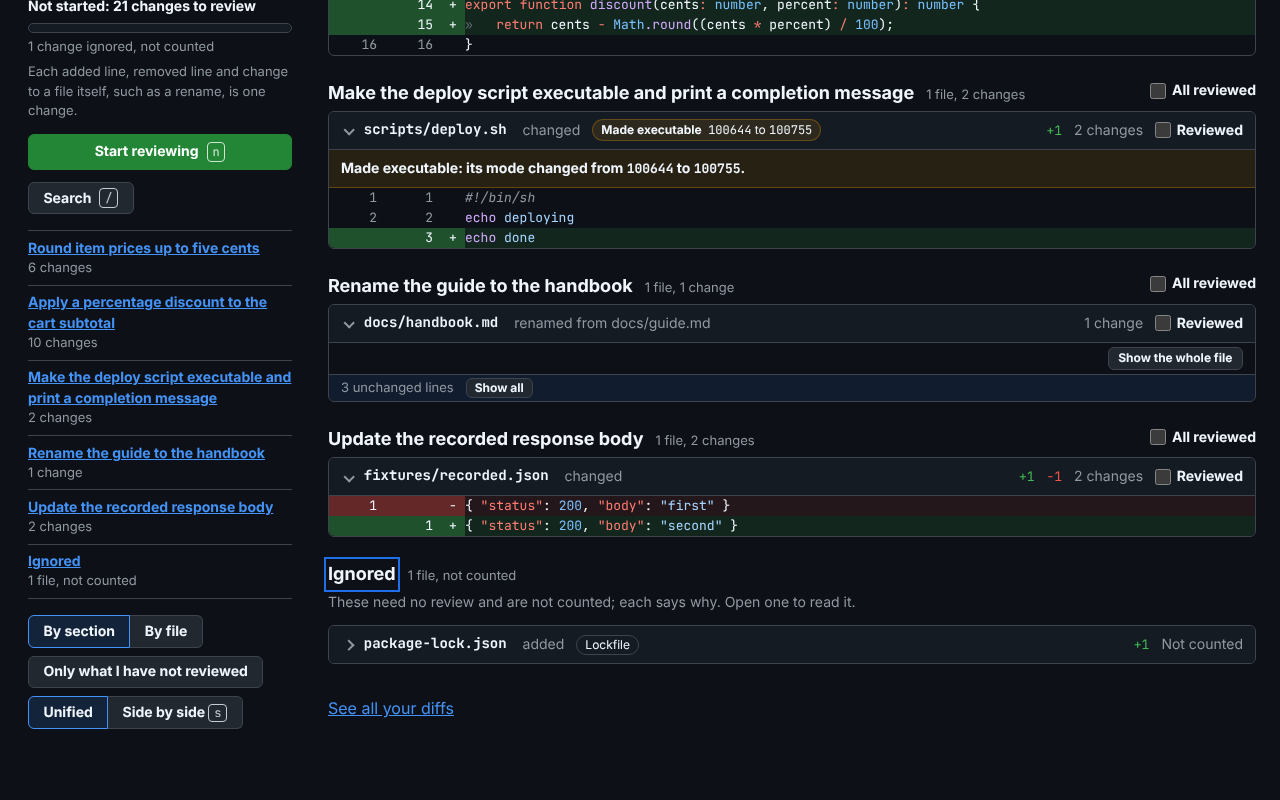 Not started: 21 changes to review
1 change ignored, not counted
Each added line, removed line and change
to a file itself, such as a rename, is one
change.
Start reviewing n
Search /
Round item prices up to five cents
6 changes
Apply a percentage discount to the
cart subtotal
10 changes
Make the deploy script executable and
print a completion message
2 changes
Rename the guide to the handbook
1 change
Update the recorded response body
2 changes
Ignored
1 file, not counted
By section By file
Only what I have not reviewed
Unified Side by side s
14 + export function discount(cents: number, percent: number): number {
15 + » return cents - Math.round((cents * percent) / 100);
16 16 }
Make the deploy script executable and print a completion message 1 file, 2 changes All reviewed
scripts/deploy.sh changed Made executable 100644 to 100755 +1 2 changes Reviewed
Made executable: its mode changed from 100644 to 100755.
1 1 #!/bin/sh
2 2 echo deploying
3 + echo done
Rename the guide to the handbook 1 file, 1 change All reviewed
docs/handbook.md renamed from docs/guide.md 1 change Reviewed
Show the whole file
3 unchanged lines Show all
Update the recorded response body 1 file, 2 changes All reviewed
fixtures/recorded.json changed +1 -1 2 changes Reviewed
1 - { "status": 200, "body": "first" }
1 + { "status": 200, "body": "second" }
Ignored 1 file, not counted
These need no review and are not counted; each says why. Open one to read it.
package-lock.json added Lockfile +1 Not counted
See all your diffs